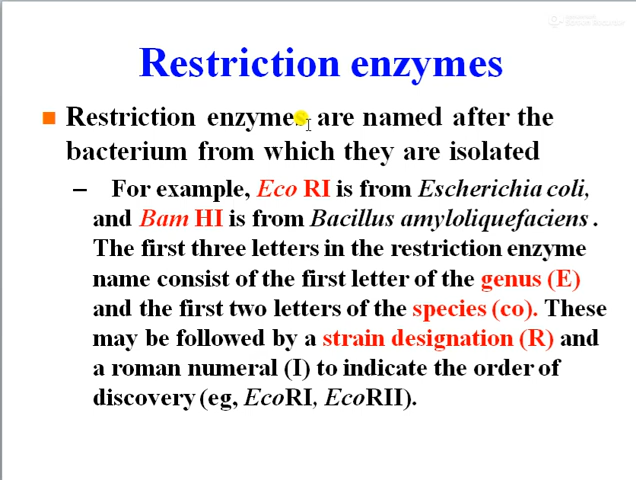 Restriction enzymes
Restriction enzymes are named after the
bacterium from which they are isolated
– For example, Eco RI is from Escherichia coli,
and Bam HI is from Bacillus amyloliquefaciens .
The first three letters in the restriction enzyme
name consist of the first letter of the genus (E)
and the first two letters of the species (co). These
may be followed by a strain designation (R) and
a roman numeral (I) to indicate the order of
discovery (eg, EcoRI, EcoRII).